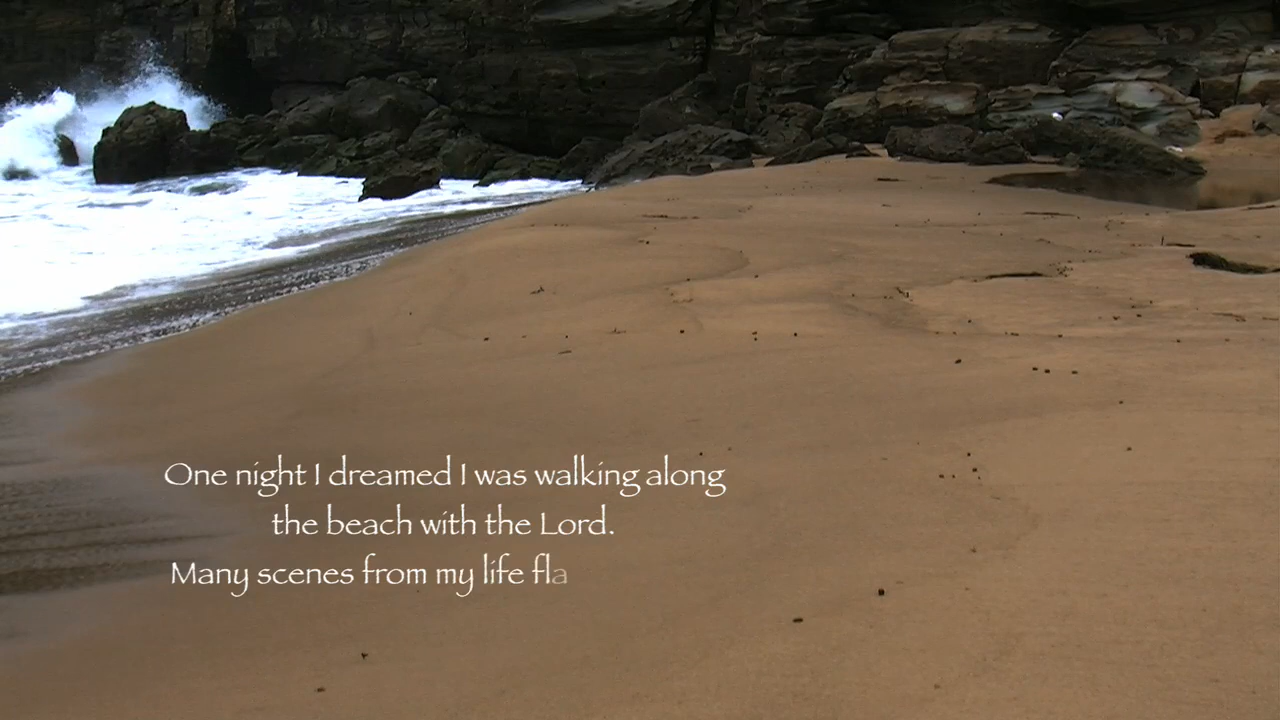 One night I dreamed I was walking along
the beach with the Lord.
Many scenes from my life fla